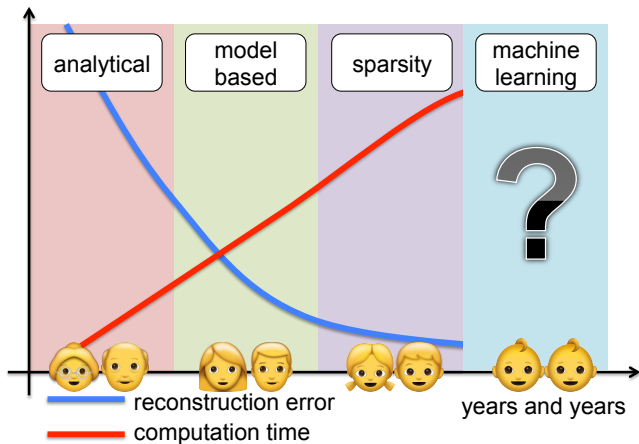 analytical
model
based
sparsity
machine
learning
?
reconstruction error
years and years
computation time